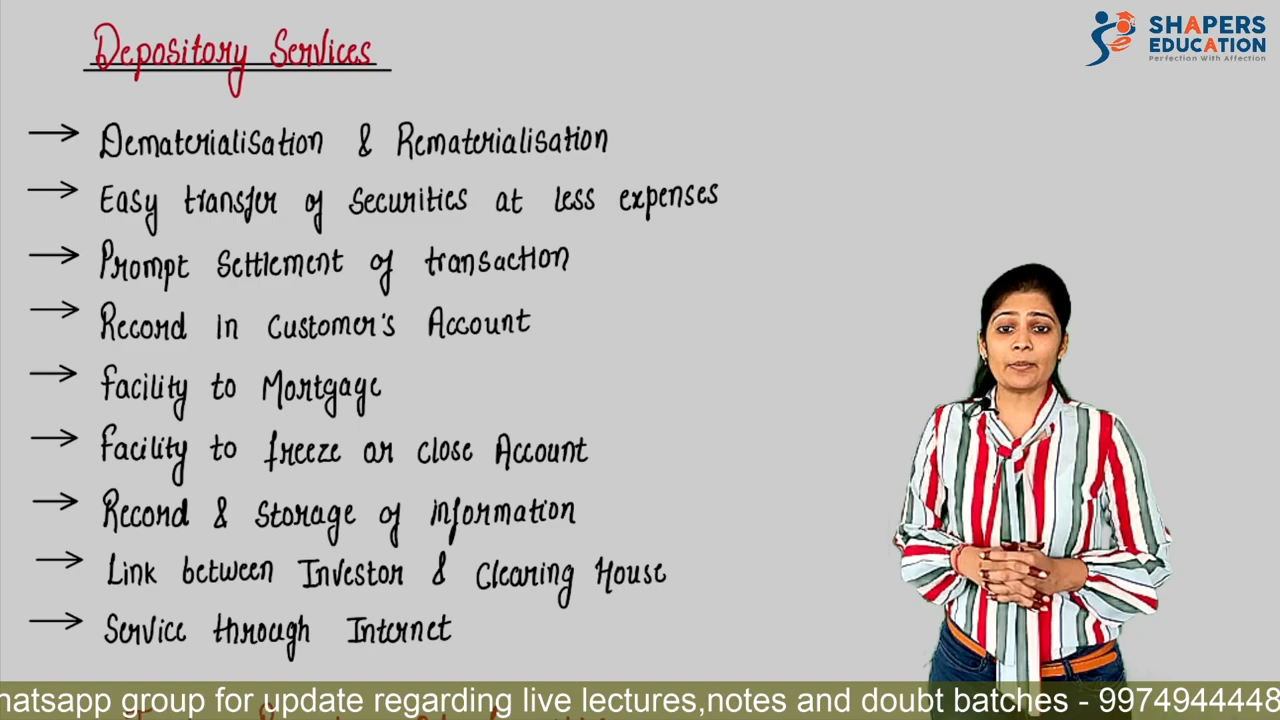 Depository Services
SHAPERS
EDUCATION
Perfection With Affection
→ Dematerialisation & Rematerialisation
→ Easy transfer of securities at less expenses
→ Prompt settlement of transaction
→ Record in customer's Account
→ facility to Mortgage
→ facility to freeze or close Account
→ Record & storage of information
→ Link between Investor & Clearing House
→ Service through Internet
hatsapp group for update regarding live lectures,notes and doubt batches - 9974944448